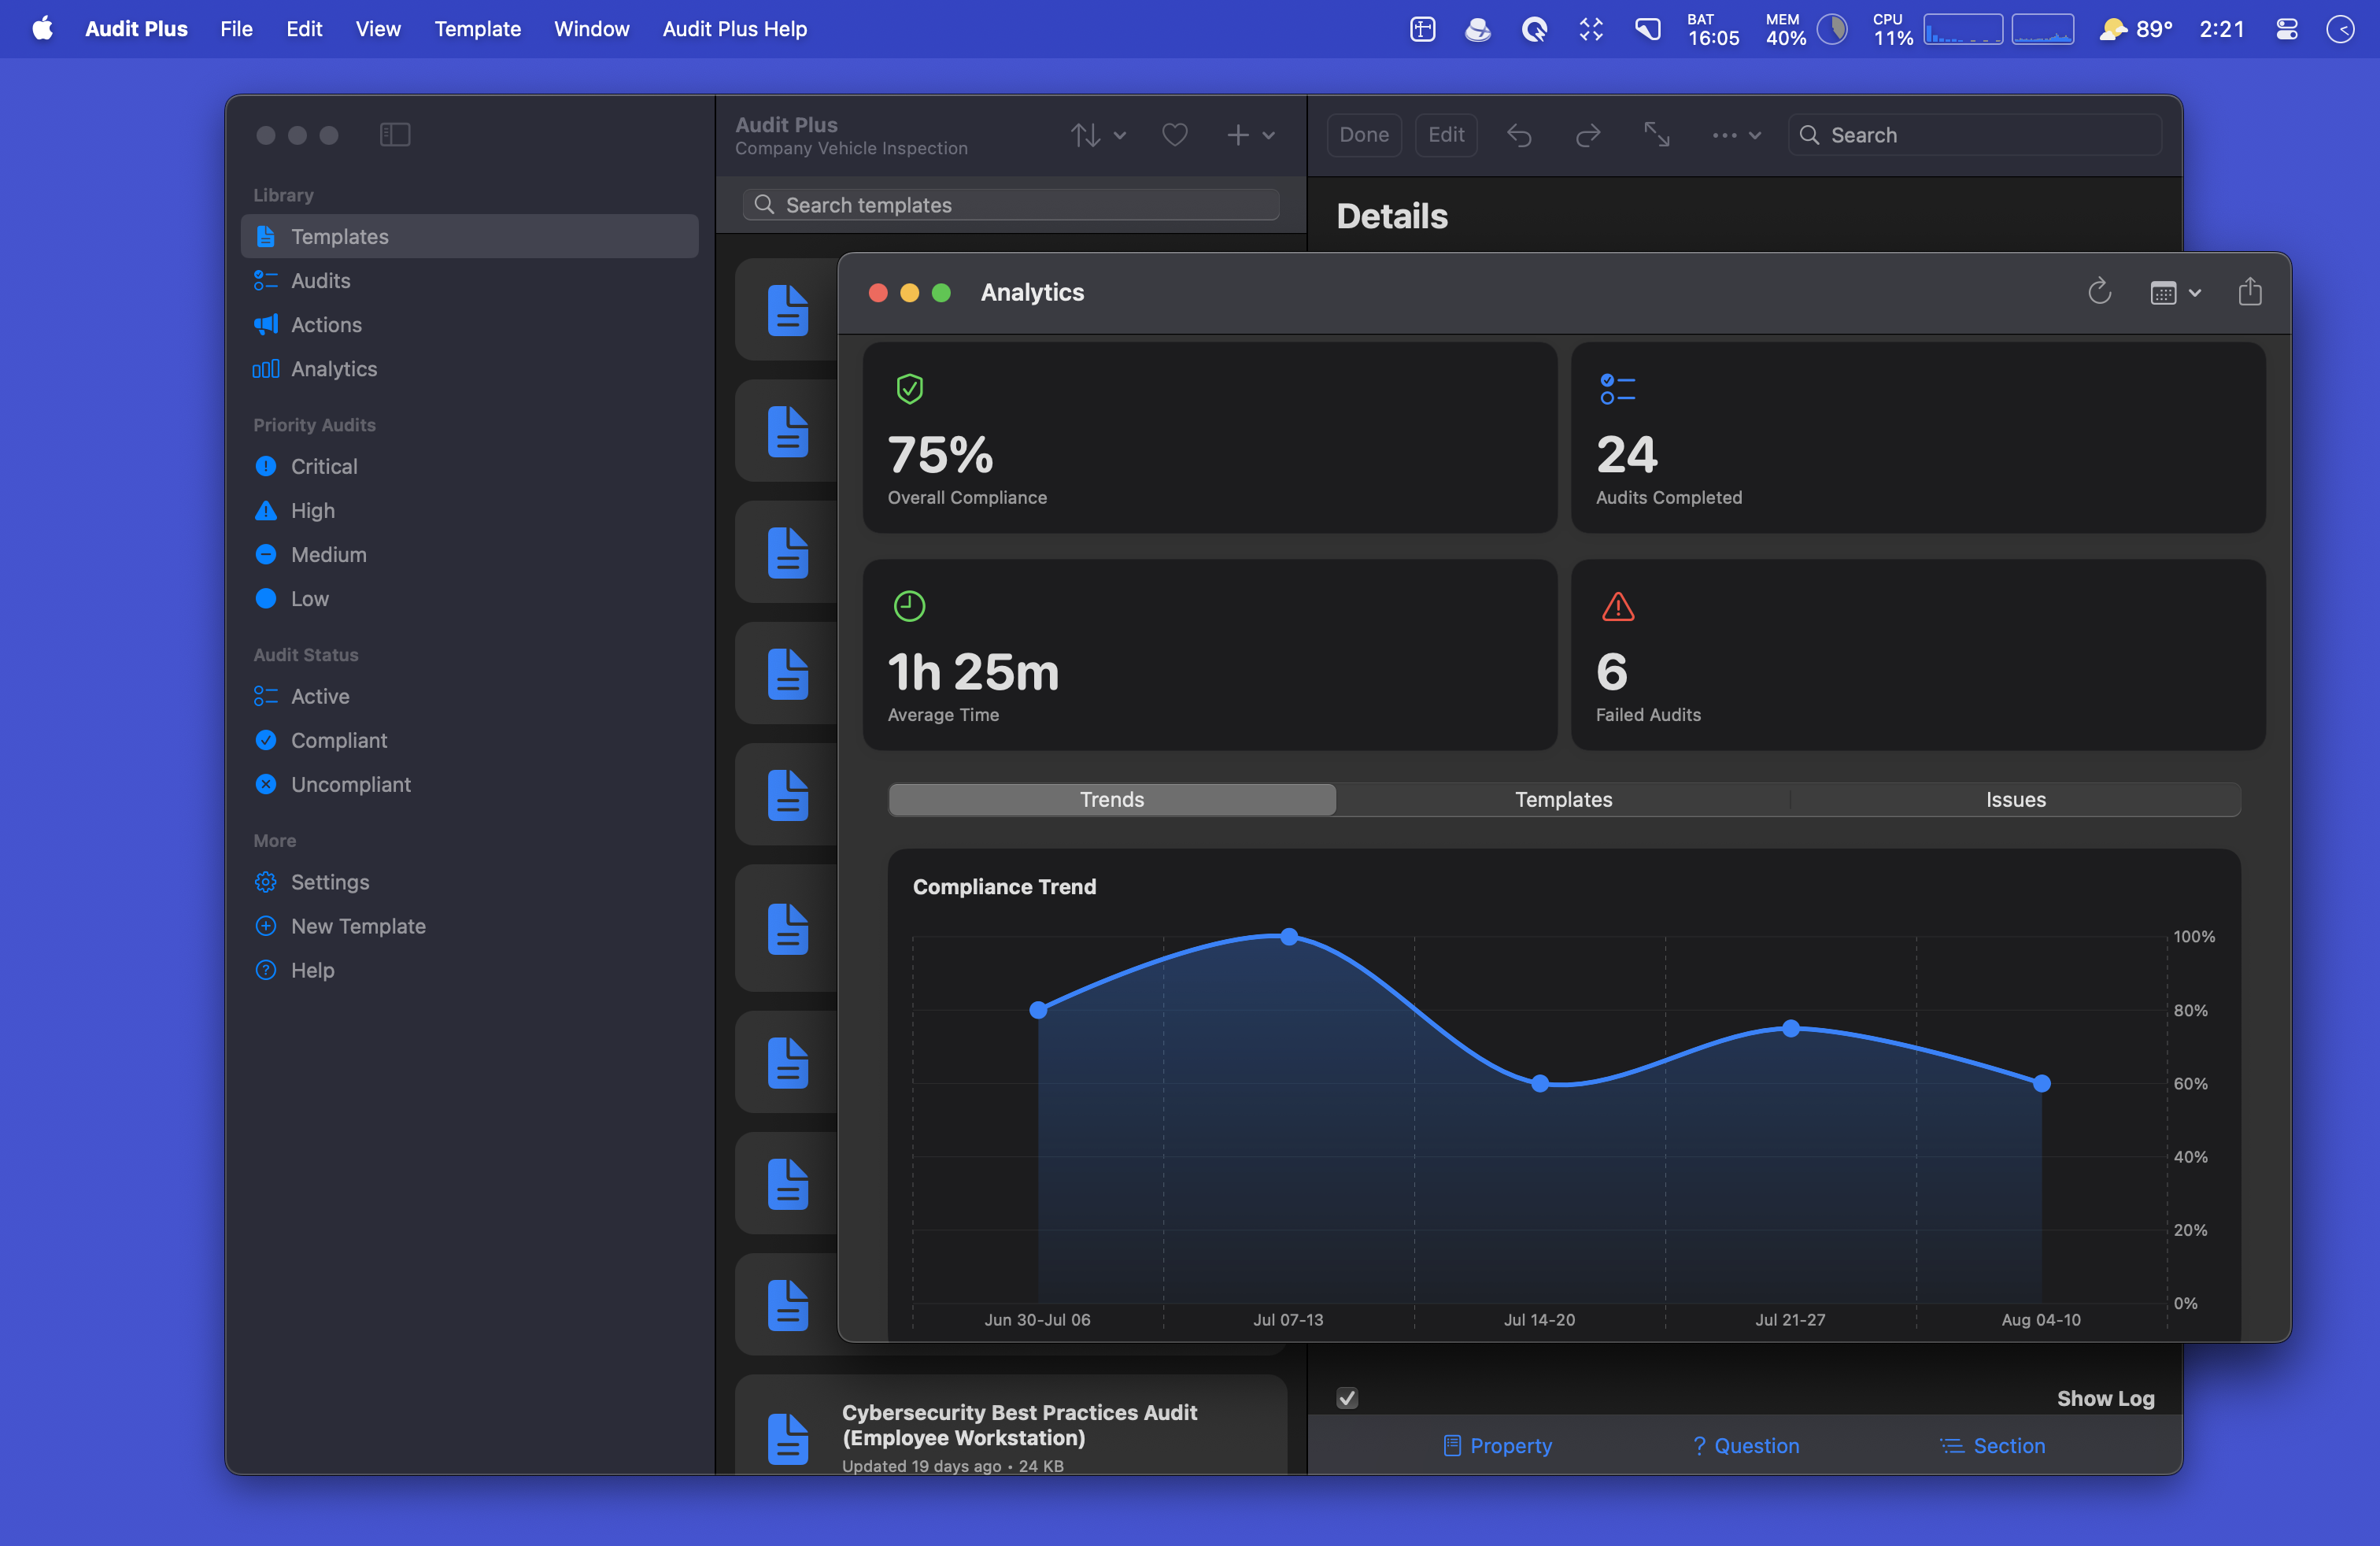 Audit Plus File Edit View Template Window Audit Plus Help
BAT 16:05 MEM 40% CPU 11% 89° 2:21
Library
Templates
Audits
Actions
Analytics
Priority Audits
Critical
High
Medium
Low
Audit Status
Active
Compliant
Uncompliant
More
Settings
New Template
Help
Audit Plus
Company Vehicle Inspection
Search templates
Done Edit Search
Details
Analytics
75%
Overall Compliance
24
Audits Completed
1h 25m
Average Time
6
Failed Audits
Trends Templates Issues
Compliance Trend
100%
80%
60%
40%
20%
0%
Jun 30-Jul 06 Jul 07-13 Jul 14-20 Jul 21-27 Aug 04-10
Cybersecurity Best Practices Audit
(Employee Workstation)
Updated 19 days ago • 24 KB
Show Log
Property ? Question Section